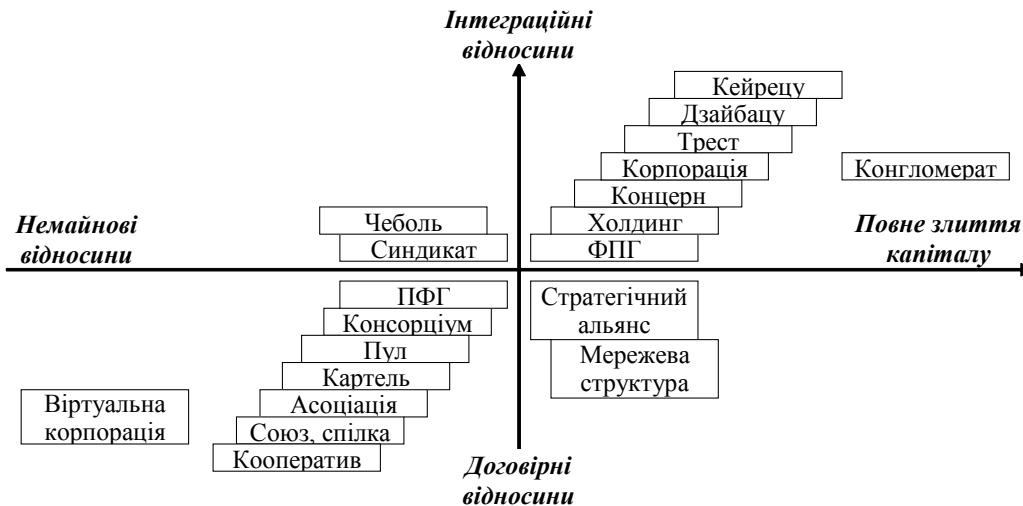 Інтеграційні
відносини
Кейрецу
Дзайбацу
Трест
Корпорація
Конгломерат
Концерн
Немайнові
відносини
Чеболь
Холдинг
Повне злиття
капіталу
Синдикат
ФПГ
ПФГ
Стратегічний
альянс
Консорціум
Пул
Мережева
структура
Картель
Віртуальна
корпорація
Асоціація
Союз, спілка
Кооператив
Договірні
відносини